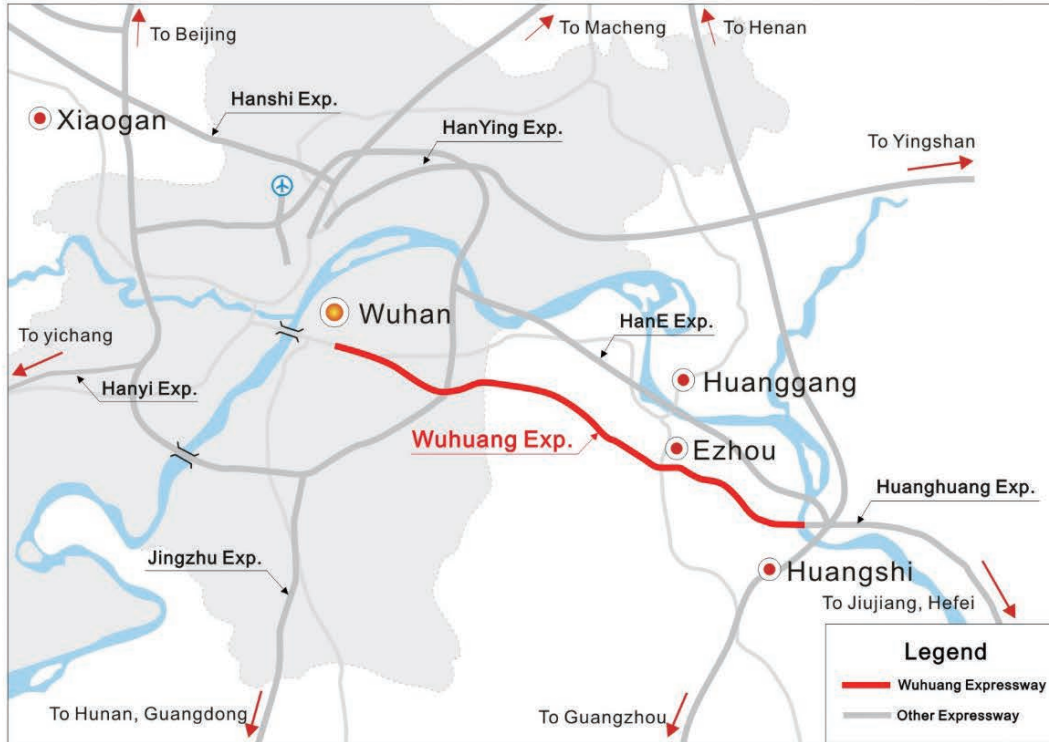 To Beijing
To Macheng
To Henan
Hanshi Exp.
Xiaogan
HanYing Exp.
To Yingshan
Wuhan
To yichang
HanE Exp.
Hanyi Exp.
Huanggang
Wuhuang Exp.
Ezhou
Huanghuang Exp.
Jingzhu Exp.
Huangshi
To Jiujiang, Hefei
Legend
Wuhuang Expressway
Other Expressway
To Hunan, Guangdong
To Guangzhou